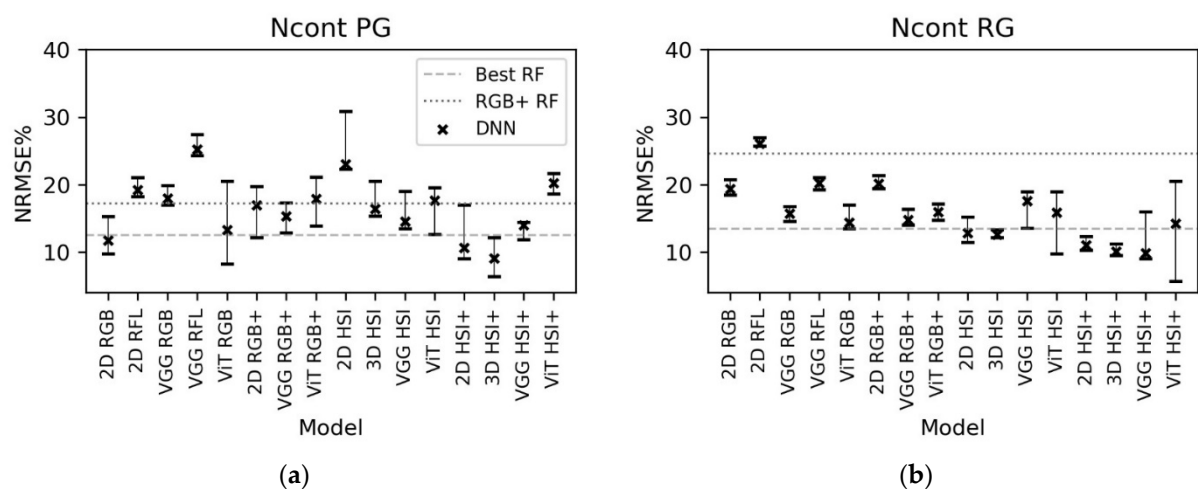 Ncont PG
40
30
20
10
NRMSE%
Best RF
RGB+ RF
DNN
2D RGB
2D RFL
VGG RGB
VGG RFL
ViT RGB
2D RGB+
VGG RGB+
ViT RGB+
2D HSI
3D HSI
VGG HSI
ViT HSI
2D HSI+
3D HSI+
VGG HSI+
ViT HSI+
Model
(a)
Ncont RG
40
30
20
10
NRMSE%
2D RGB
2D RFL
VGG RGB
VGG RFL
ViT RGB
2D RGB+
VGG RGB+
ViT RGB+
2D HSI
3D HSI
VGG HSI
ViT HSI
2D HSI+
3D HSI+
VGG HSI+
ViT HSI+
Model
(b)